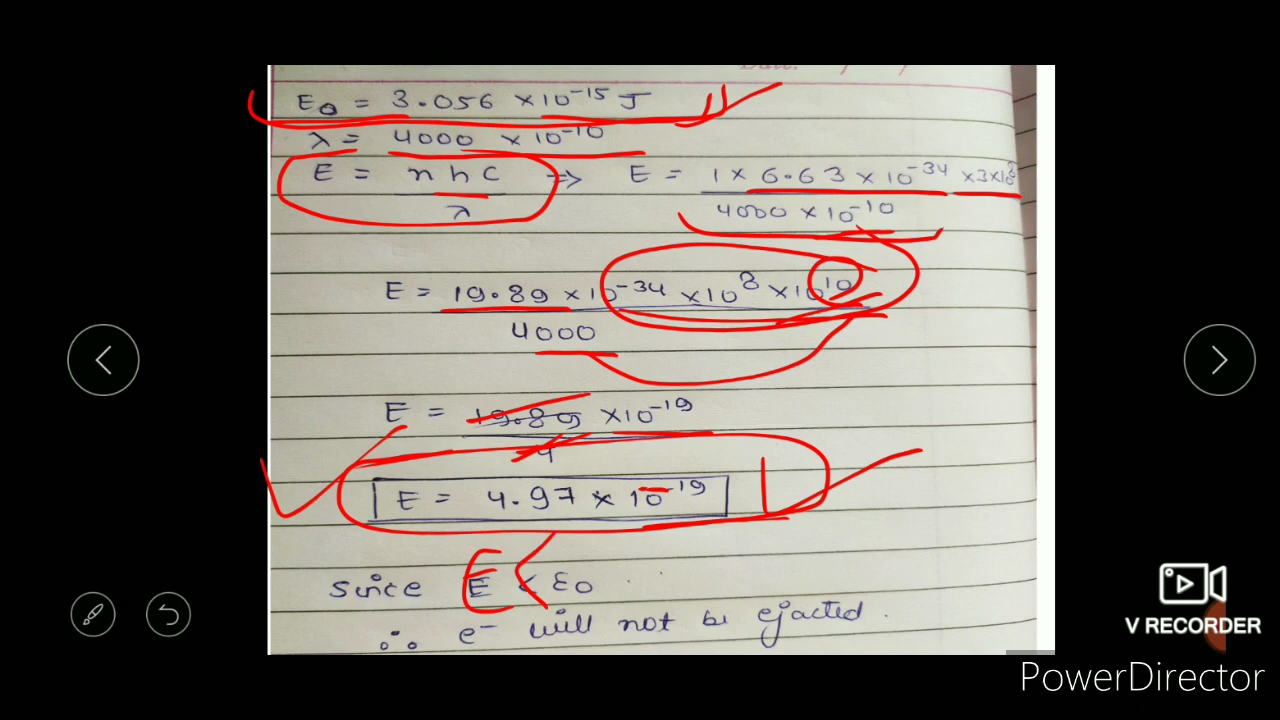 E₀ = 3.056 × 10⁻¹⁵ J
λ = 4000 × 10⁻¹⁰
E = nhc/λ ⇒ E = 1 × 6.63 × 10⁻³⁴ × 3×10⁸
4000 × 10⁻¹⁰
E = 19.89 × 10⁻³⁴ × 10⁸ × 10¹⁰
4000
E = 19.89 × 10⁻¹⁹
4
E = 4.97 × 10⁻¹⁹
since E < E₀
∴ e⁻ will not be ejacted.
V RECORDER
PowerDirector